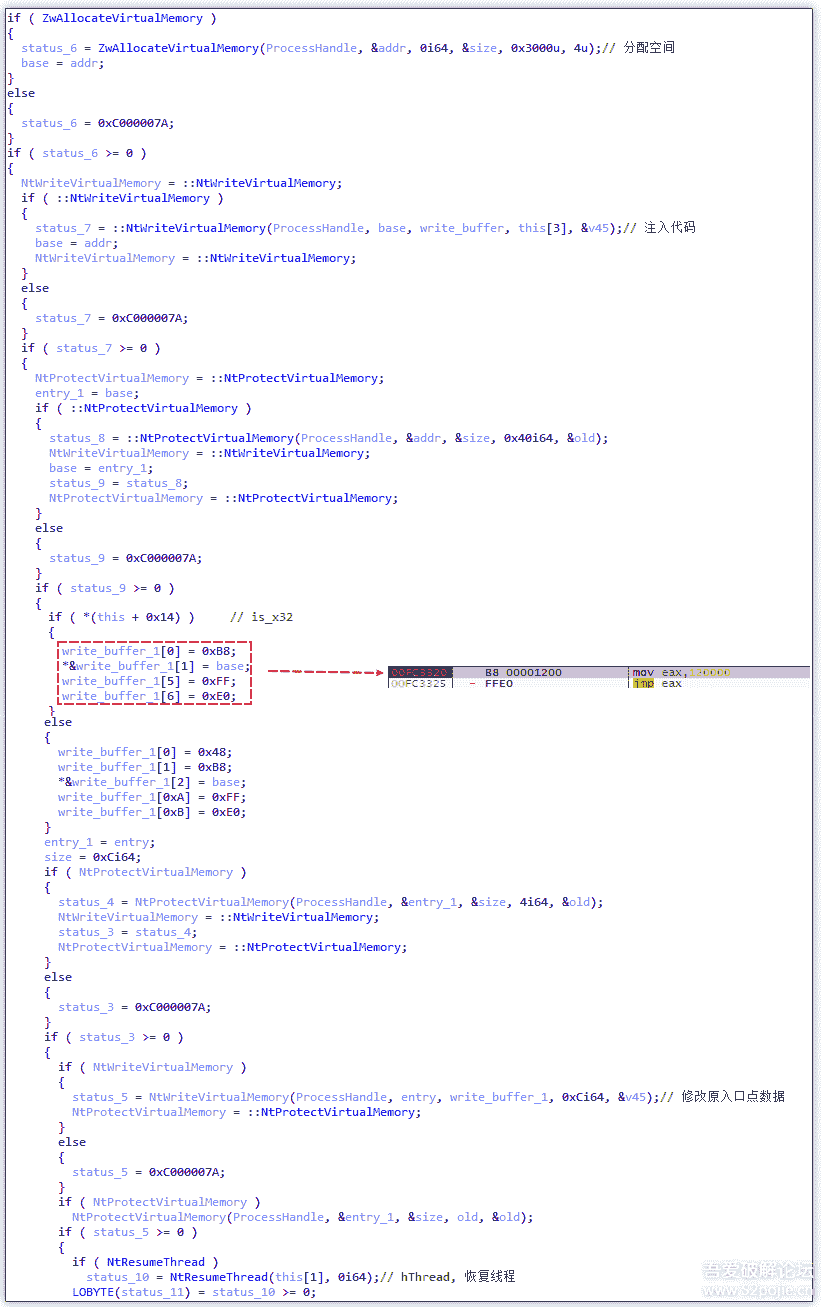 if ( ZwAllocateVirtualMemory )
{
status_6 = ZwAllocateVirtualMemory(ProcessHandle, &addr, 0i64, &size, 0x3000u, 4u);// 分配空间
base = addr;
}
else
{
status_6 = 0xC000007A;
}
if ( status_6 >= 0 )
{
NtWriteVirtualMemory = ::NtWriteVirtualMemory;
if ( ::NtWriteVirtualMemory )
{
status_7 = ::NtWriteVirtualMemory(ProcessHandle, base, write_buffer, this[3], &v45);// 注入代码
base = addr;
NtWriteVirtualMemory = ::NtWriteVirtualMemory;
}
else
{
status_7 = 0xC000007A;
}
if ( status_7 >= 0 )
{
NtProtectVirtualMemory = ::NtProtectVirtualMemory;
entry_1 = base;
if ( ::NtProtectVirtualMemory )
{
status_8 = ::NtProtectVirtualMemory(ProcessHandle, &addr, &size, 0x40i64, &old);
NtWriteVirtualMemory = ::NtWriteVirtualMemory;
base = entry_1;
status_9 = status_8;
NtProtectVirtualMemory = ::NtProtectVirtualMemory;
}
else
{
status_9 = 0xC000007A;
}
if ( status_9 >= 0 )
{
if ( *(this + 0x14) ) // is_x32
{
write_buffer_1[0] = 0xB8;
*&write_buffer_1[1] = base;
write_buffer_1[5] = 0xFF;
write_buffer_1[6] = 0xE0;
B8 00001200 mov eax,
00FC3325 - FFE0 jmp eax
}
else
{
write_buffer_1[0] = 0x48;
write_buffer_1[1] = 0xB8;
*&write_buffer_1[2] = base;
write_buffer_1[0xA] = 0xFF;
write_buffer_1[0xB] = 0xE0;
}
entry_1 = entry;
size = 0xCi64;
if ( NtProtectVirtualMemory )
{
status_4 = NtProtectVirtualMemory(ProcessHandle, &entry_1, &size, 4i64, &old);
NtWriteVirtualMemory = ::NtWriteVirtualMemory;
status_3 = status_4;
NtProtectVirtualMemory = ::NtProtectVirtualMemory;
}
else
{
status_3 = 0xC000007A;
}
if ( status_3 >= 0 )
{
if ( NtWriteVirtualMemory )
{
status_5 = NtWriteVirtualMemory(ProcessHandle, entry, write_buffer_1, 0xCi64, &v45);// 修改原入口点数据
NtProtectVirtualMemory = ::NtProtectVirtualMemory;
}
else
{
status_5 = 0xC000007A;
}
if ( NtProtectVirtualMemory )
NtProtectVirtualMemory(ProcessHandle, &entry_1, &size, old, &old);
if ( status_5 >= 0 )
{
if ( NtResumeThread )
status_10 = NtResumeThread(this[1], 0i64);// hThread, 恢复线程
LOBYTE(status_11) = status_10 >= 0;
吾爱破解论坛
www.52pojie.cn